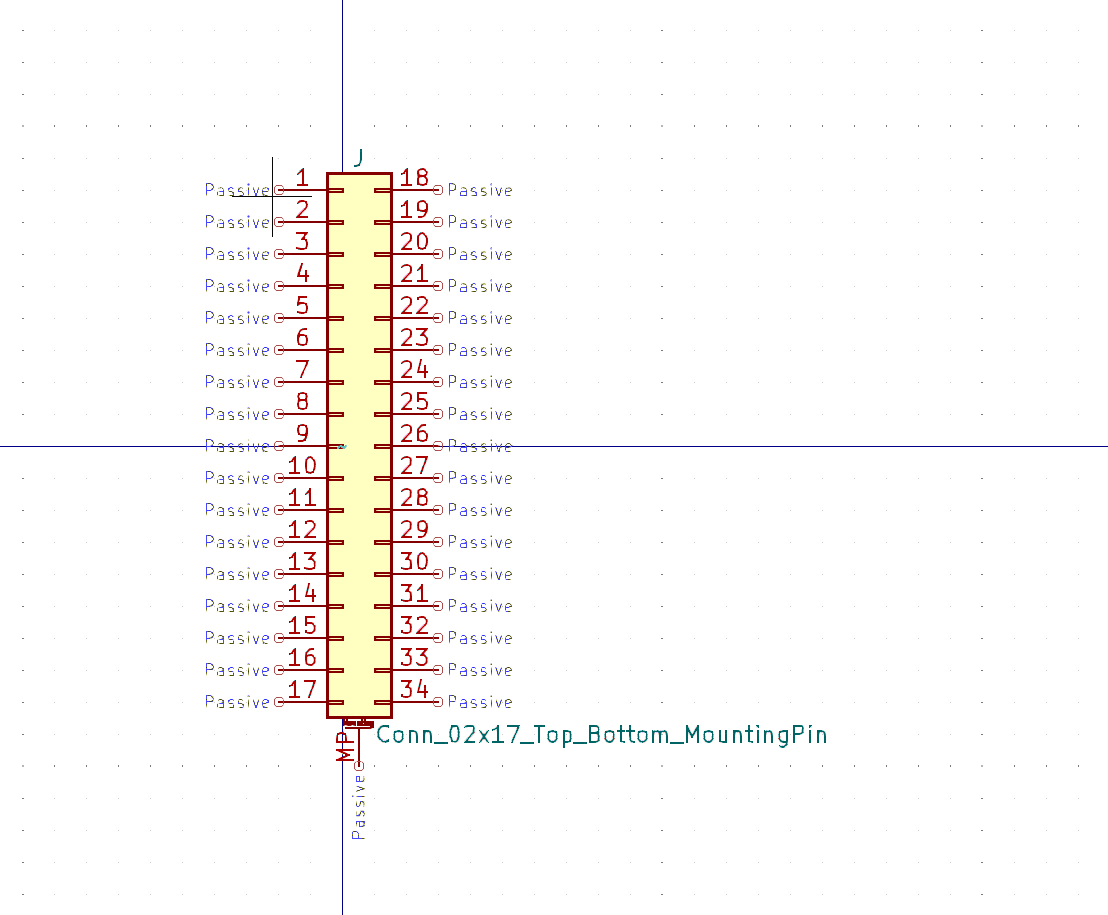 J
Passive 1 18 Passive
Passive 2 19 Passive
Passive 3 20 Passive
Passive 4 21 Passive
Passive 5 22 Passive
Passive 6 23 Passive
Passive 7 24 Passive
Passive 8 25 Passive
Passive 9 26 Passive
Passive 10 27 Passive
Passive 11 28 Passive
Passive 12 29 Passive
Passive 13 30 Passive
Passive 14 31 Passive
Passive 15 32 Passive
Passive 16 33 Passive
Passive 17 34 Passive
MP Conn_02x17_Top_Bottom_MountingPin
Passive